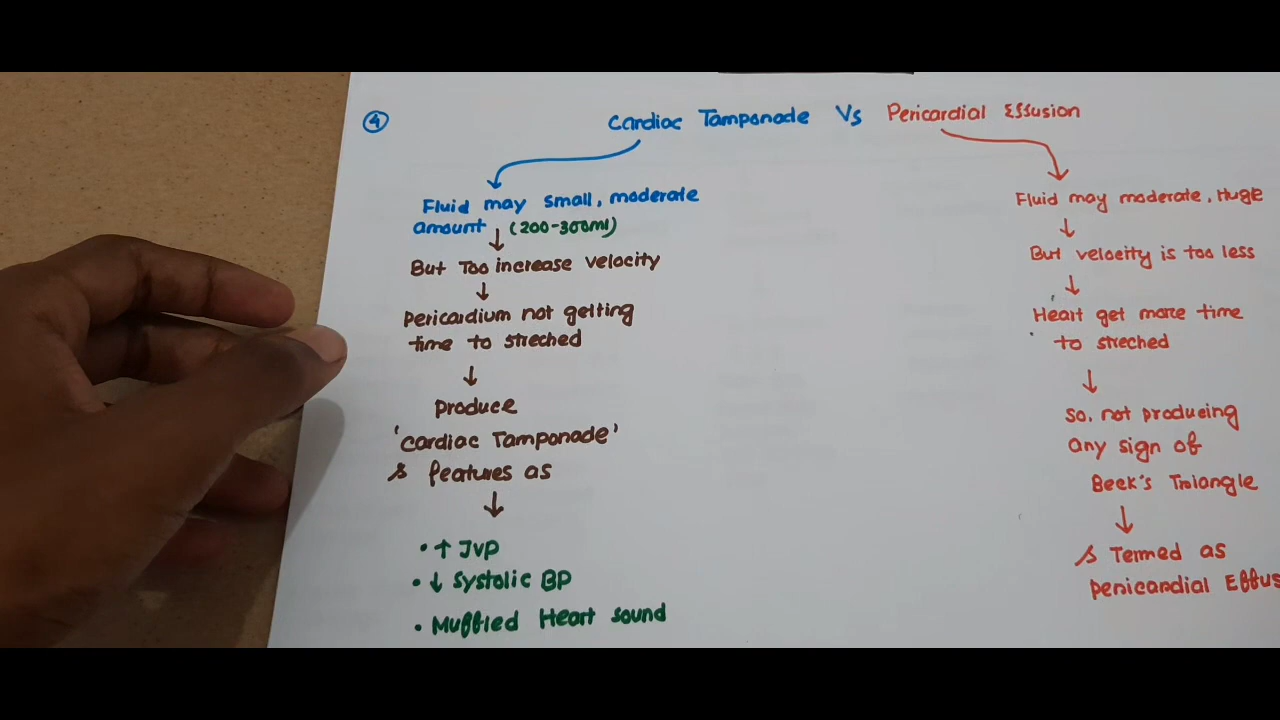 4
Cardiac Tamponade Vs Pericardial Effusion
Fluid may small, moderate
amount (200-300ml)
But Too increase velocity
Pericardium not getting
time to streched
Produce
'Cardiac Tamponade'
& features as
• ↑ JVP
• ↓ Systolic BP
• Muffled Heart sound
Fluid may moderate, Huge
But velocity is too less
Heart get more time
to streched
So, not producing
any sign of
Beck's Triangle
& Termed as
Pericardial Effus